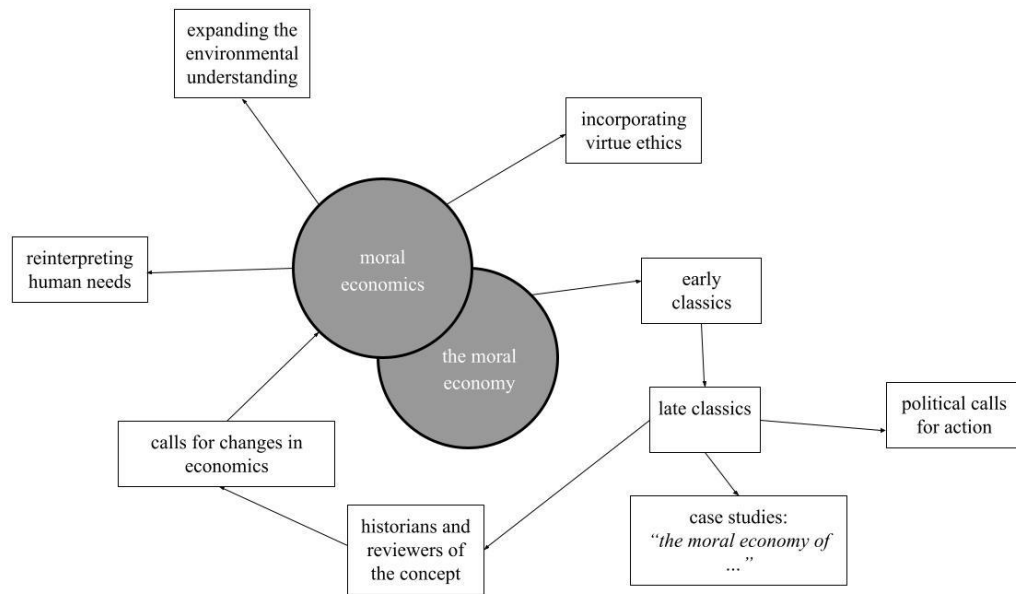 expanding the
environmental
understanding
incorporating
virtue ethics
reinterpreting
human needs
moral
economics
early
classics
the moral
economy
late classics
political calls
for action
calls for changes in
economics
historians and
reviewers of
the concept
case studies:
“the moral economy of
...”